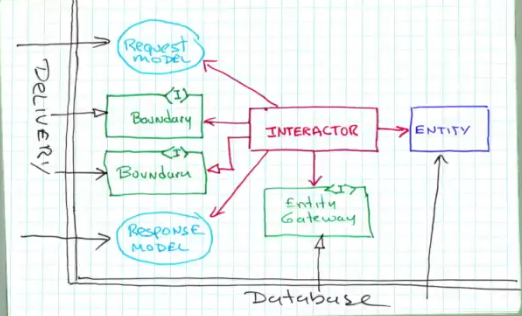 Request
MODEL
<I>
Boundary
INTERACTOR
ENTITY
<I>
Boundary
<I>
Entity
Gateway
RESPONSE
MODEL
DELIVERY
Database